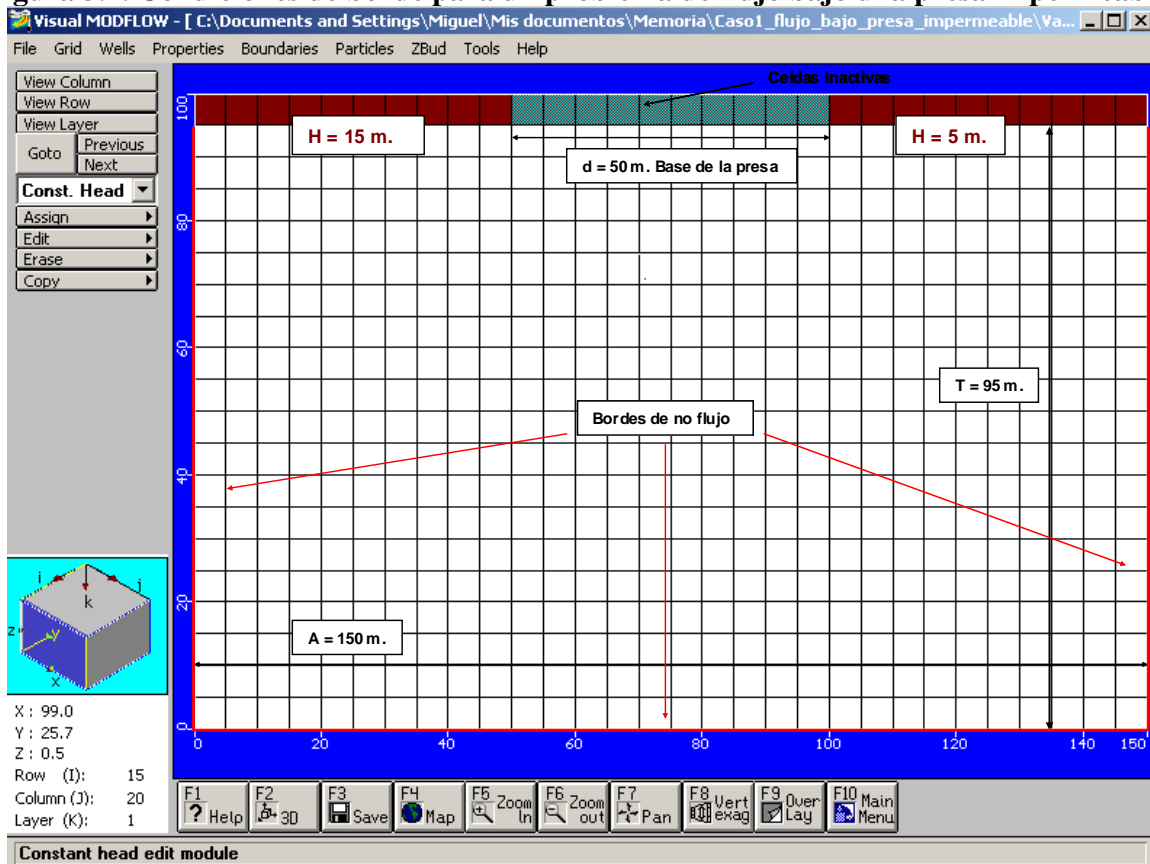 Visual MODFLOW - [ C:\Documents and Settings\Miguel\Mis documentos\Memoria\Caso1_flujo_bajo_presa_impermeable\Va...
File Grid Wells Properties Boundaries Particles ZBud Tools Help
View Column
View Row
View Layer
Goto
Previous
Next
Const. Head
Assign
Edit
Erase
Copy
Celdas inactivas
H = 15 m.
H = 5 m.
d = 50 m. Base de la presa
T = 95 m.
Bordes de no flujo
A = 150 m.
100
80
60
40
20
0
0 20 40 60 80 100 120 140 150
i
j
k
z
y
x
X : 99.0
Y : 25.7
Z : 0.5
Row (I): 15
Column (J): 20
Layer (K): 1
F1 ? Help
F2 3D
F3 Save
F4 Map
F5 Zoom In
F6 Zoom out
F7 Pan
F8 Vert exag
F9 Over Lay
F10 Main Menu
Constant head edit module